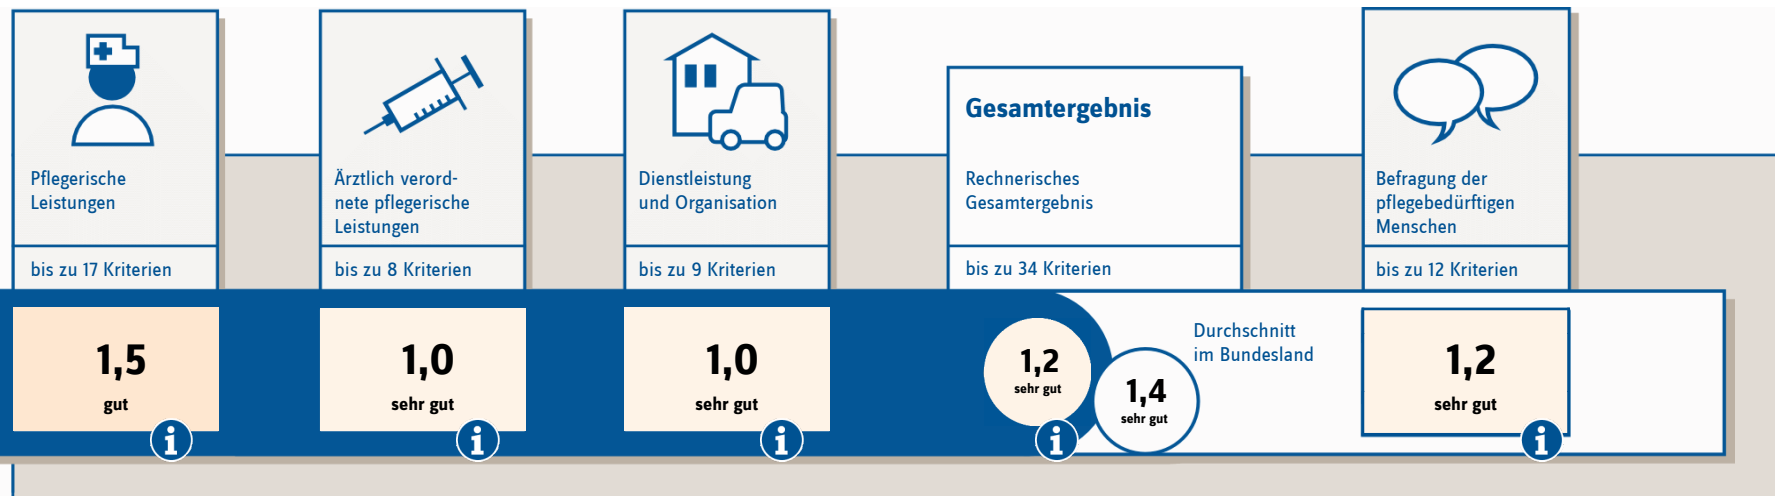 Pflegerische
Leistungen
bis zu 17 Kriterien
1,5
gut
Ärztlich verord-
nete pflegerische
Leistungen
bis zu 8 Kriterien
1,0
sehr gut
Dienstleistung
und Organisation
bis zu 9 Kriterien
1,0
sehr gut
Gesamtergebnis
Rechnerisches
Gesamtergebnis
bis zu 34 Kriterien
1,2
sehr gut
1,4
sehr gut
Durchschnitt
im Bundesland
Befragung der
pflegebedürftigen
Menschen
bis zu 12 Kriterien
1,2
sehr gut